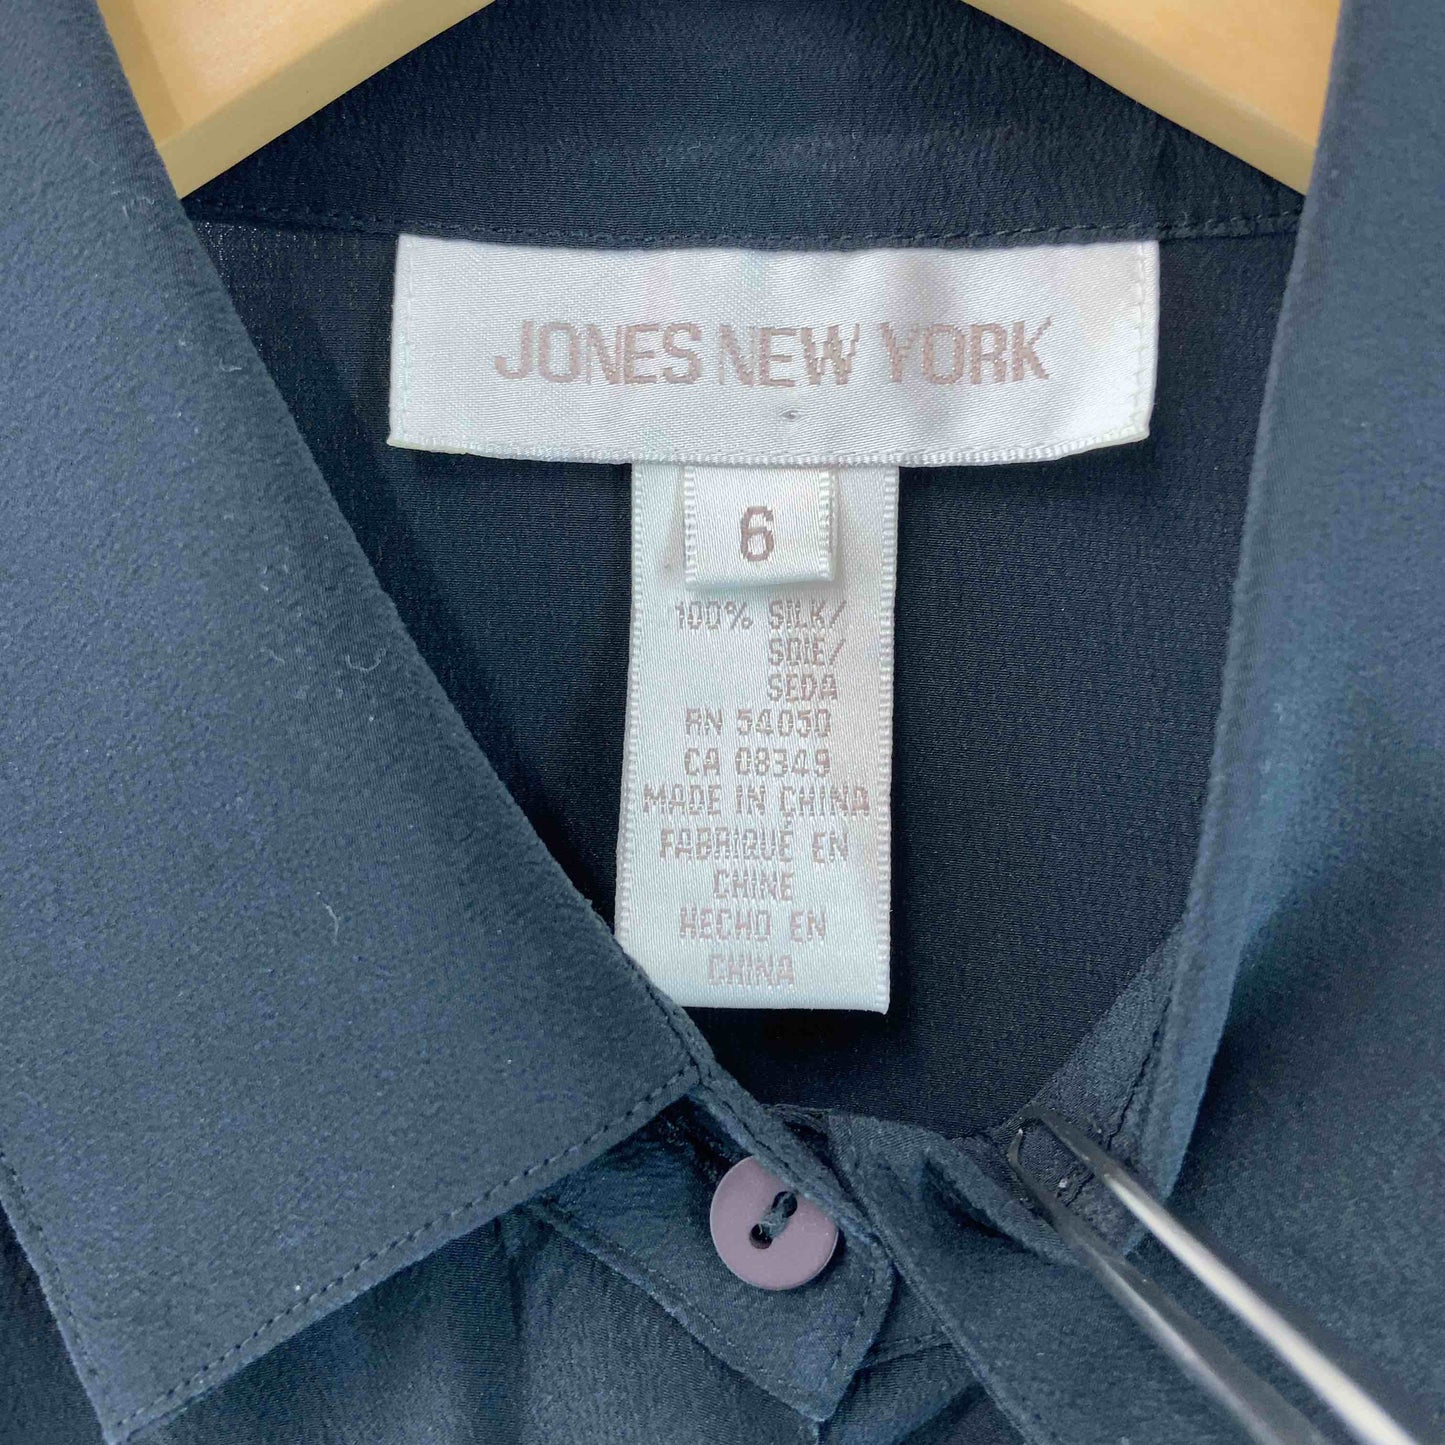 JONES NEW YORK
6
100% SILK/
SOIE/
SEDA
RN 54050
CA 08349
MADE IN CHINA
FABRIQUÉ EN
CHINE
HECHO EN
CHINA